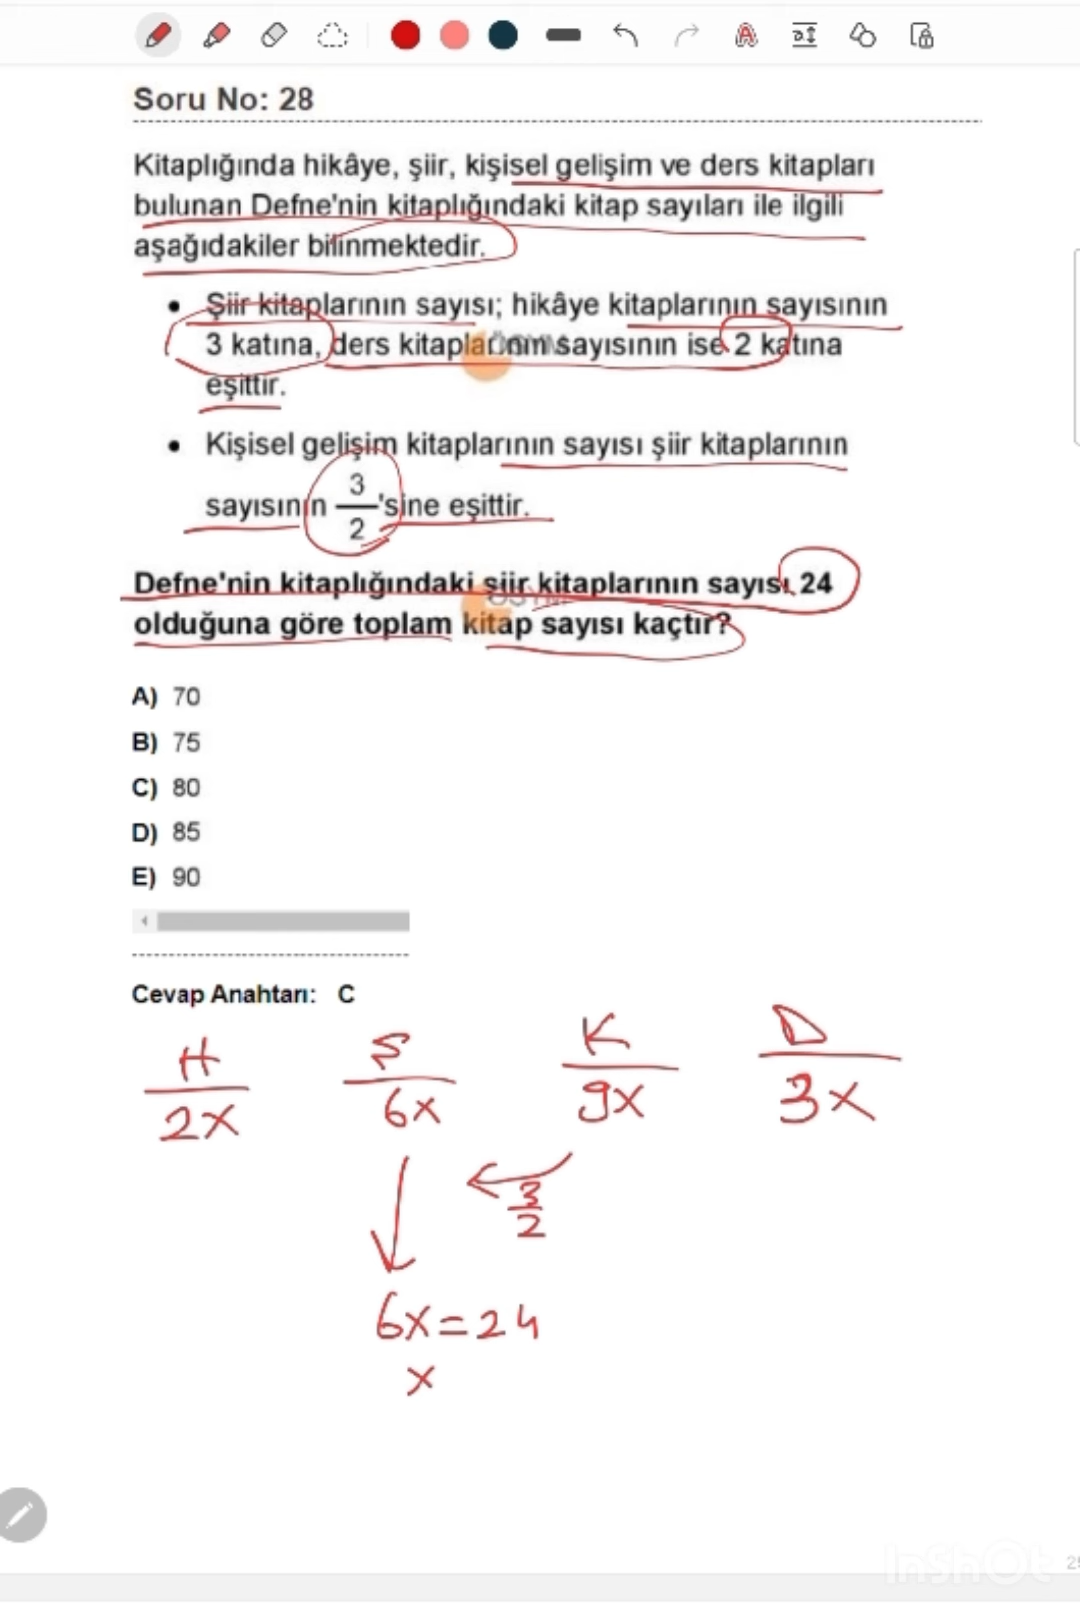 Soru No: 28
Kitaplığında hikâye, şiir, kişisel gelişim ve ders kitapları
bulunan Defne'nin kitaplığındaki kitap sayıları ile ilgili
aşağıdakiler bilinmektedir.
• Şiir kitaplarının sayısı; hikâye kitaplarının sayısının
3 katına, ders kitaplarının sayısının ise 2 katına
eşittir.
• Kişisel gelişim kitaplarının sayısı şiir kitaplarının
sayısının 3/2'sine eşittir.
Defne'nin kitaplığındaki şiir kitaplarının sayısı 24
olduğuna göre toplam kitap sayısı kaçtır?
A) 70
B) 75
C) 80
D) 85
E) 90
Cevap Anahtarı: C
H Ş K D
2x 6x 9x 3x
3/2
6x=24
x
InShOt